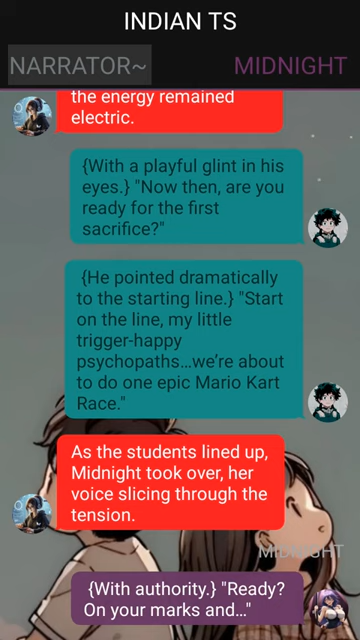 INDIAN TS
NARRATOR~
MIDNIGHT
the energy remained
electric.
{With a playful glint in his
eyes.} "Now then, are you
ready for the first
sacrifice?"
{He pointed dramatically
to the starting line.} "Start
on the line, my little
trigger-happy
psychopaths...we're about
to do one epic Mario Kart
Race."
As the students lined up,
Midnight took over, her
voice slicing through the
tension.
MIDNIGHT
{With authority.} "Ready?
On your marks and..."